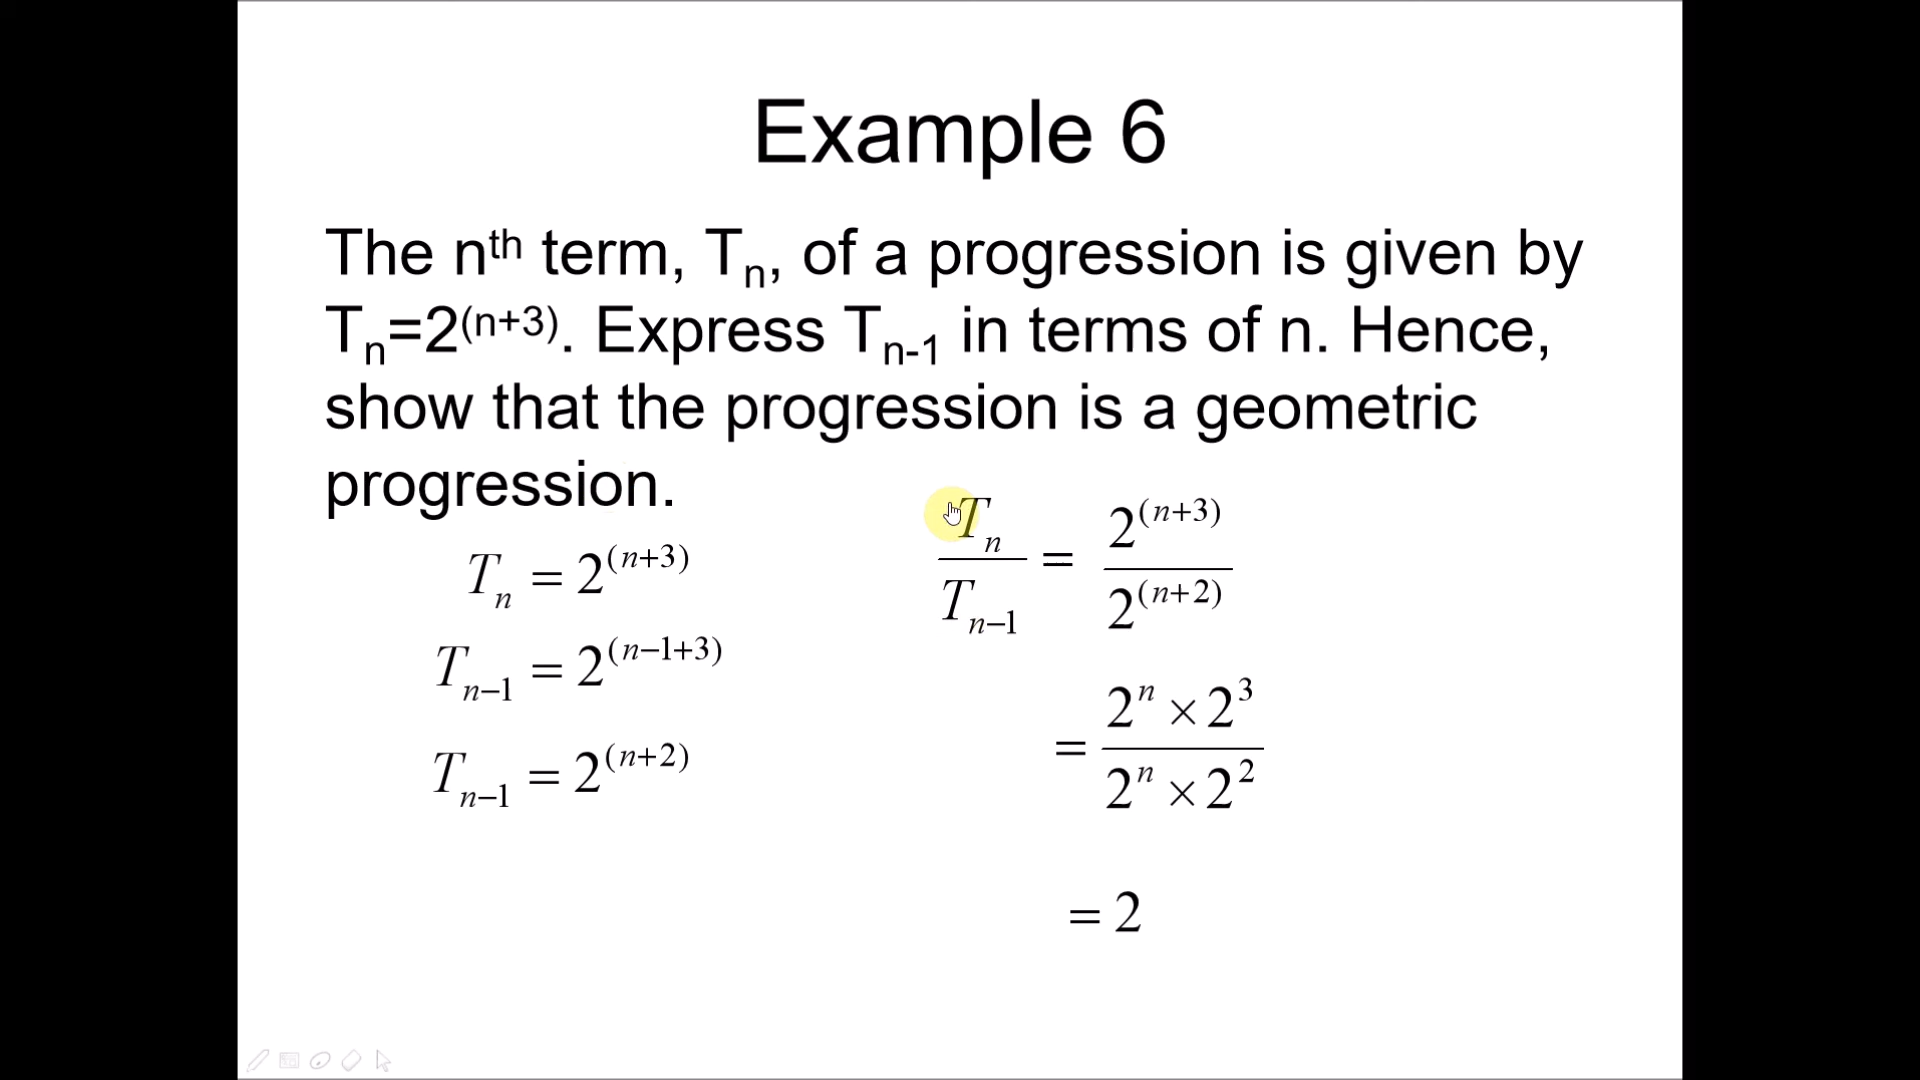 Example 6
The nᵗʰ term, Tₙ, of a progression is given by
Tₙ=2⁽ⁿ⁺³⁾. Express Tₙ₋₁ in terms of n. Hence,
show that the progression is a geometric
progression.
Tₙ = 2⁽ⁿ⁺³⁾
Tₙ₋₁ = 2⁽ⁿ⁻¹⁺³⁾
Tₙ₋₁ = 2⁽ⁿ⁺²⁾
Tₙ / Tₙ₋₁ = 2⁽ⁿ⁺³⁾ / 2⁽ⁿ⁺²⁾
= 2ⁿ × 2³ / 2ⁿ × 2²
= 2